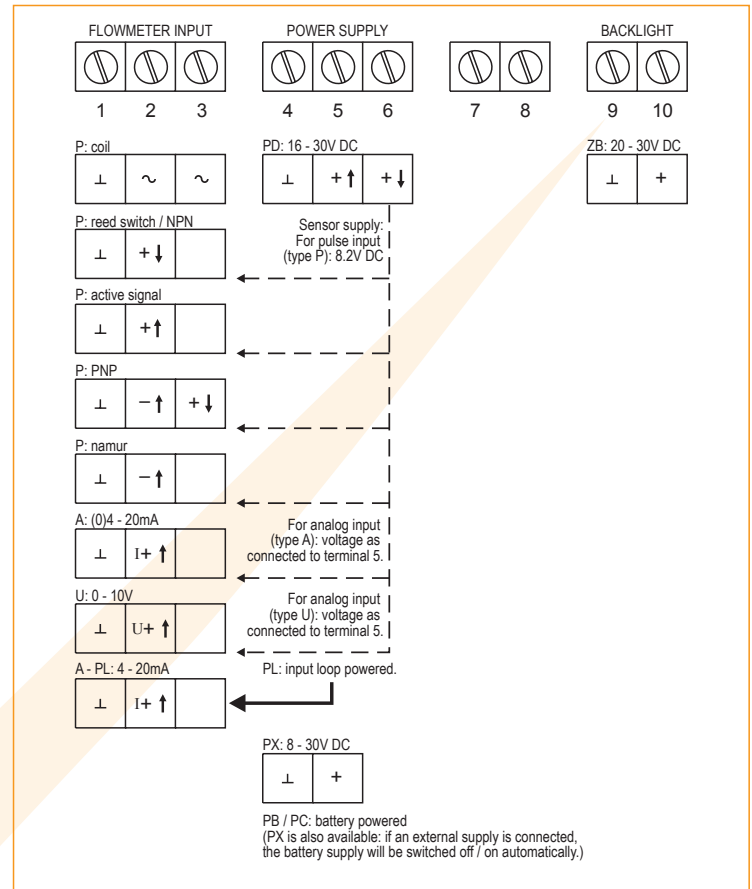 FLOWMETER INPUT POWER SUPPLY BACKLIGHT
1 2 3 4 5 6 7 8 9 10
P: coil
⊥ ~ ~
PD: 16 - 30V DC
⊥ +↑ +↓
ZB: 20 - 30V DC
⊥ +
P: reed switch / NPN
⊥ +↓
Sensor supply:
For pulse input
(type P): 8.2V DC
P: active signal
⊥ +↑
P: PNP
⊥ −↑ +↓
P: namur
⊥ −↑
A: (0)4 - 20mA
⊥ I+ ↑
For analog input
(type A): voltage as
connected to terminal 5.
U: 0 - 10V
⊥ U+ ↑
For analog input
(type U): voltage as
connected to terminal 5.
A - PL: 4 - 20mA
⊥ I+ ↑
PL: input loop powered.
PX: 8 - 30V DC
⊥ +
PB / PC: battery powered
(PX is also available: if an external supply is connected,
the battery supply will be switched off / on automatically.)